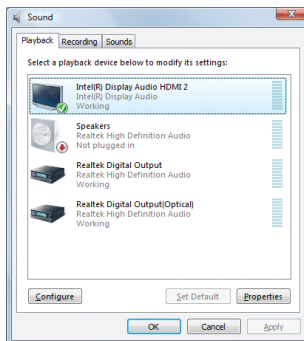 Sound
Playback Recording Sounds
Select a playback device below to modify its settings:
Intel(R) Display Audio HDMI 2
Intel(R) Display Audio
Working
Speakers
Realtek High Definition Audio
Not plugged in
Realtek Digital Output
Realtek High Definition Audio
Working
Realtek Digital Output(Optical)
Realtek High Definition Audio
Working
Configure Set Default Properties
OK Cancel Apply